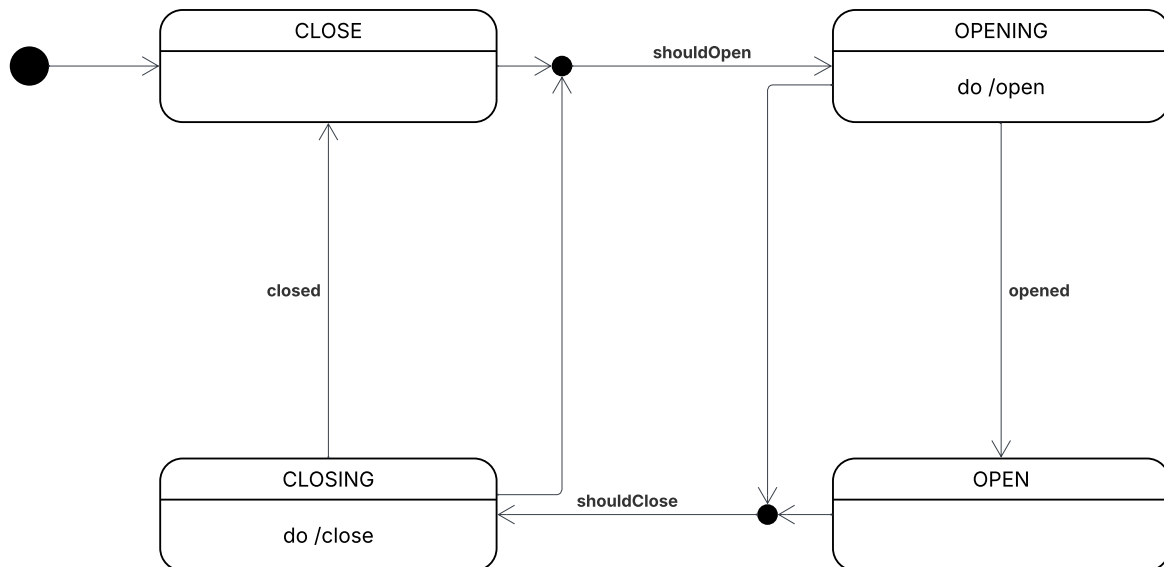 CLOSE
shouldOpen
OPENING
do /open
closed
opened
CLOSING
do /close
shouldClose
OPEN